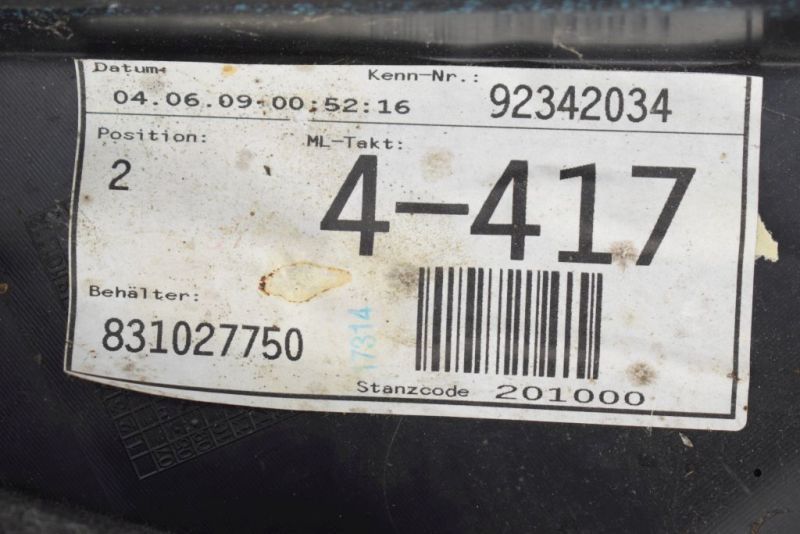 Datum: Kenn-Nr.:
04.06.09-00:52:16 92342034
Position: ML-Takt:
2 4-417
Behälter:
831027750
17314
Stanzcode 201000